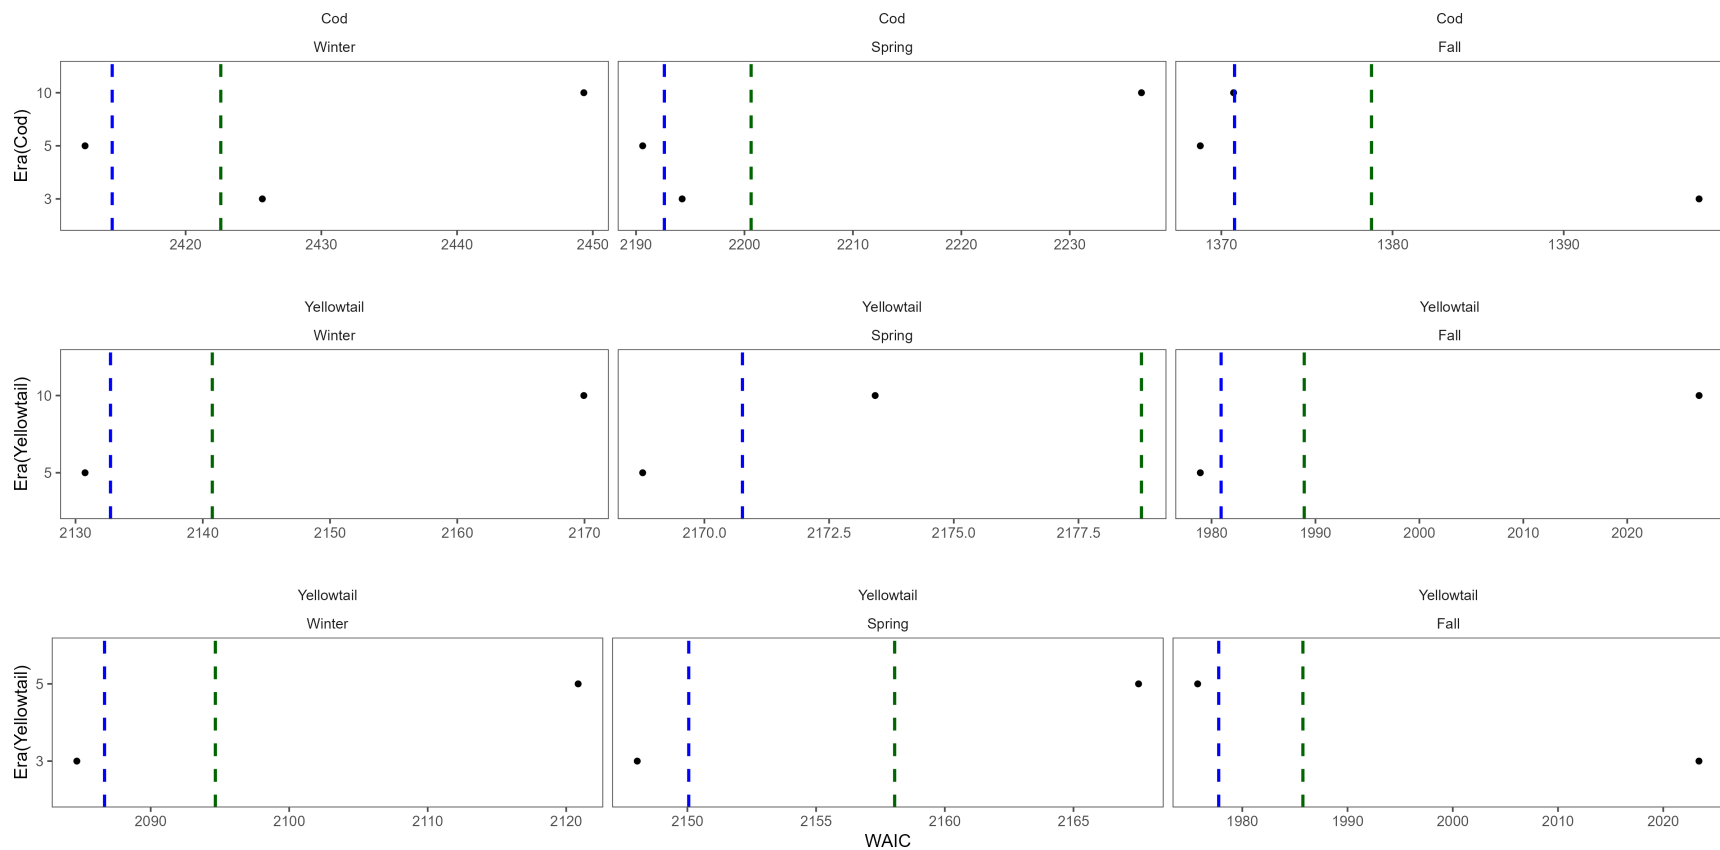 Cod Cod Cod
Winter Spring Fall
Era(Cod)
10
5
3
2420 2430 2440 2450 2190 2200 2210 2220 2230 1370 1380 1390
Yellowtail Yellowtail Yellowtail
Winter Spring Fall
Era(Yellowtail)
10
5
2130 2140 2150 2160 2170 2170.0 2172.5 2175.0 2177.5 1980 1990 2000 2010 2020
Yellowtail Yellowtail Yellowtail
Winter Spring Fall
Era(Yellowtail)
5
3
2090 2100 2110 2120 2150 2155 2160 2165 1980 1990 2000 2010 2020
WAIC